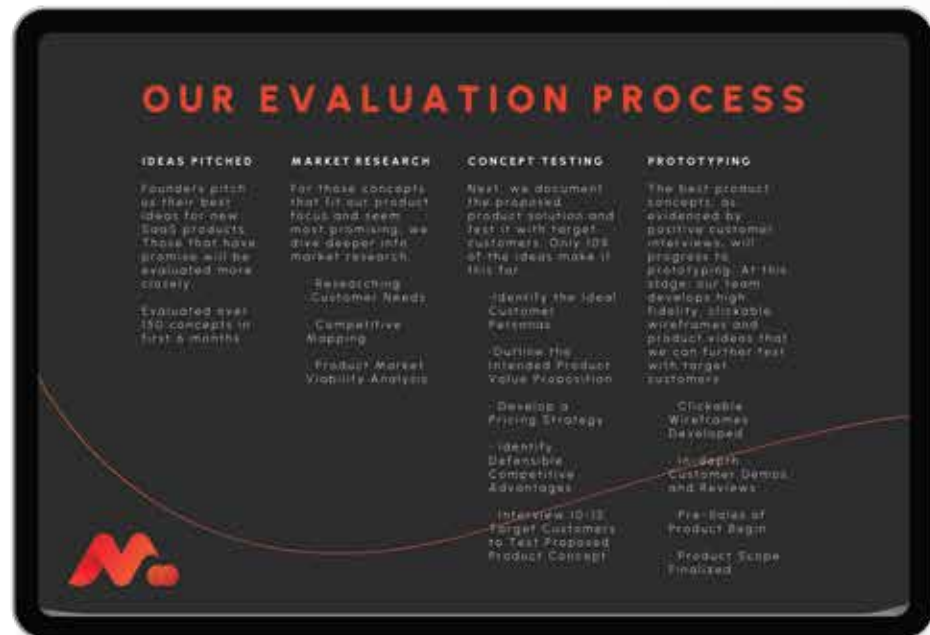 OUR EVALUATION PROCESS
IDEAS PITCHED
Founders pitch
us their best
ideas for new
SaaS products.
Those that have
promise will be
evaluated more
closely.
Evaluated over
150 concepts in
first 6 months
MARKET RESEARCH
For those concepts
that fit our product
focus and seem
most promising, we
dive deeper into
market research.
· Researching
Customer Needs
· Competitive
Mapping
· Product Market
Viability Analysis
CONCEPT TESTING
Next, we document
the proposed
product solution and
test it with target
customers. Only 10%
of the ideas make it
this far.
·Identify the Ideal
Customer
Personas
·Outline the
Intended Product
Value Proposition
· Develop a
Pricing Strategy
· Identify
Defensible
Competitive
Advantages
· Interview 10-15
Target Customers
to Test Proposed
Product Concept
PROTOTYPING
The best product
concepts, as
evidenced by
positive customer
interviews, will
progress to
prototyping. At this
stage, our team
develops high
fidelity, clickable
wireframes and
product videos that
we can further test
with target
customers.
· Clickable
Wireframes
Developed
· In-depth
Customer Demos
and Reviews
· Pre-Sales of
Product Begin
· Product Scope
Finalized